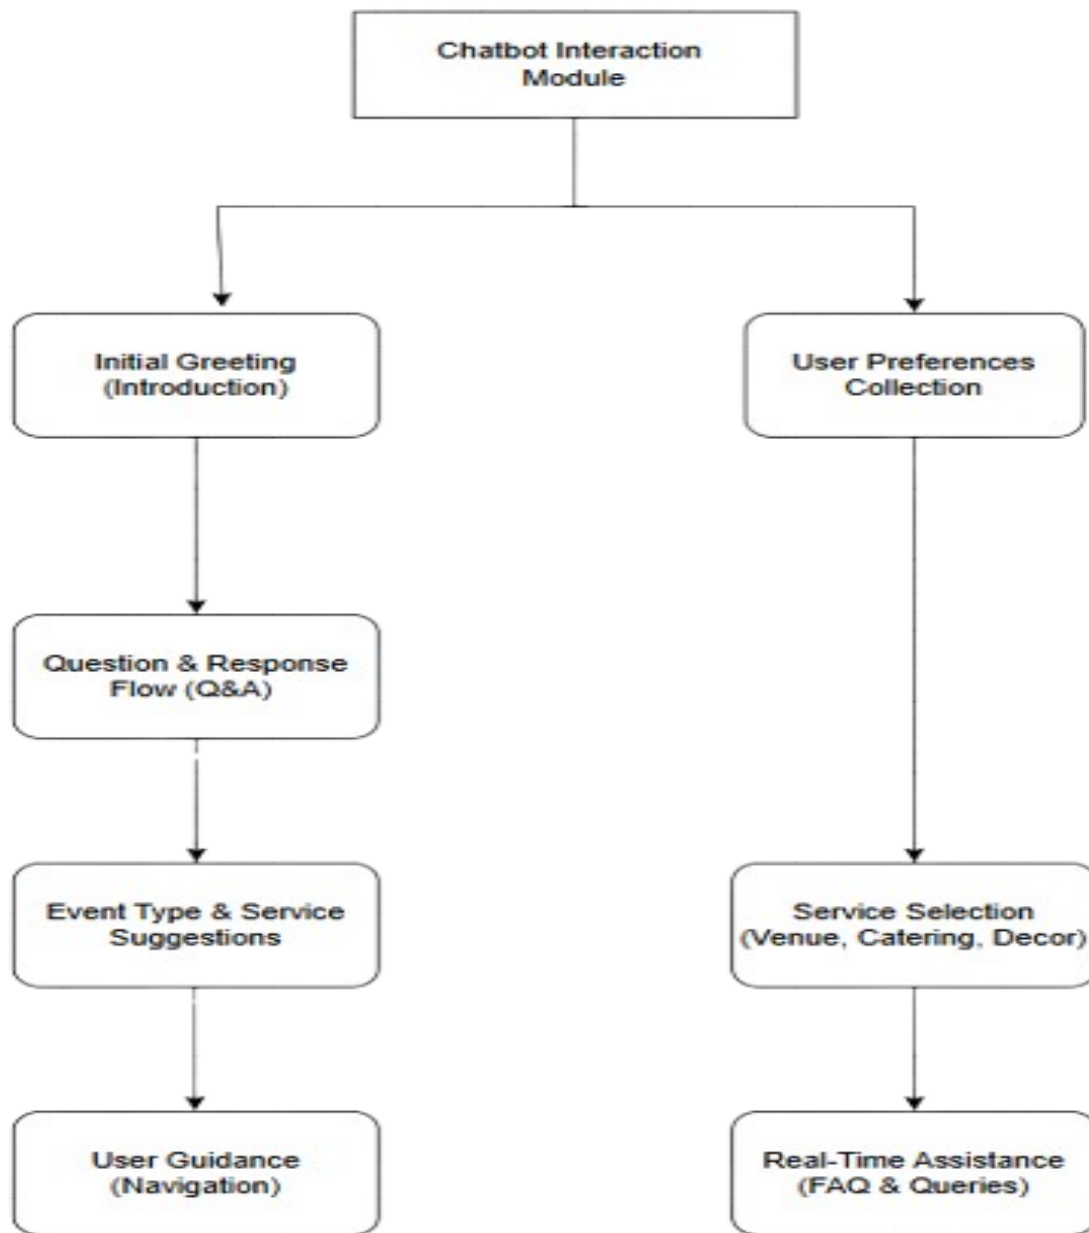 Chatbot Interaction
Module
Initial Greeting
(Introduction)
User Preferences
Collection
Question & Response
Flow (Q&A)
Event Type & Service
Suggestions
Service Selection
(Venue, Catering, Decor)
User Guidance
(Navigation)
Real-Time Assistance
(FAQ & Queries)